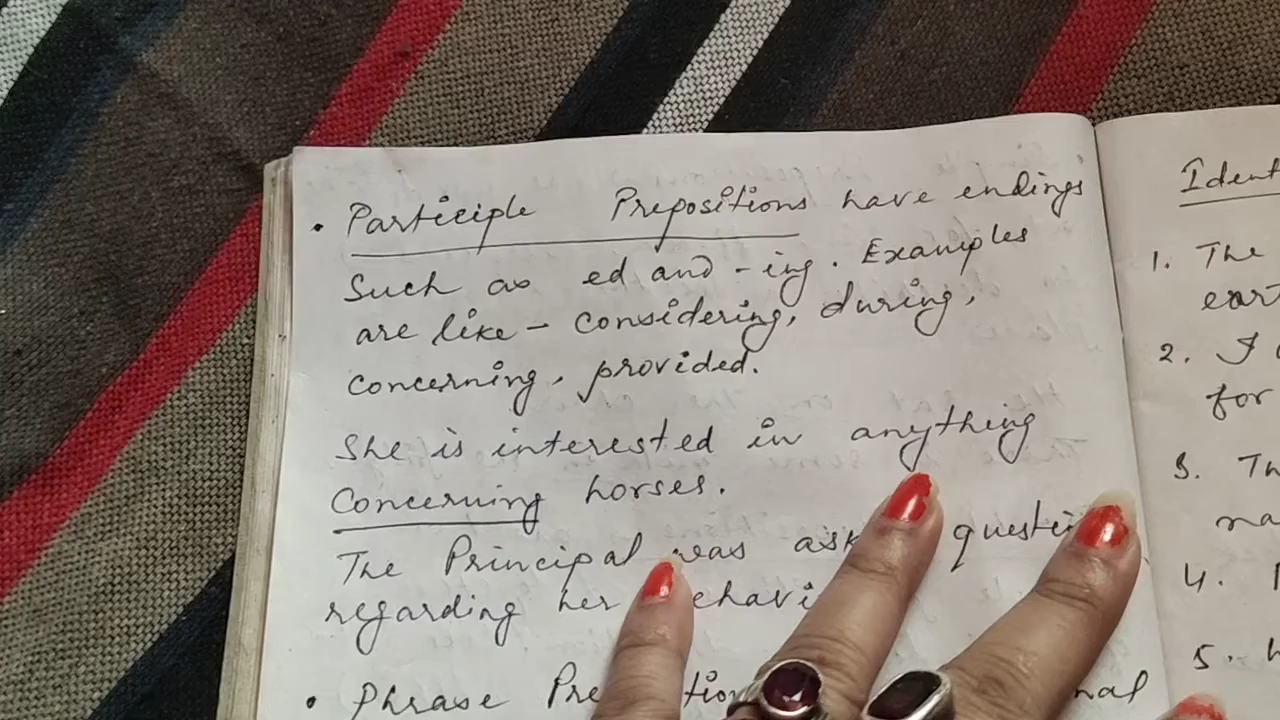 • Participle Prepositions have endings
Such as ed and -ing. Examples
are like - considering, during,
concerning, provided.
She is interested in anything
Concerning horses.
The Principal was
regarding her
• Phrase
Ident
1. The
2. I
for
3.
4.
5.